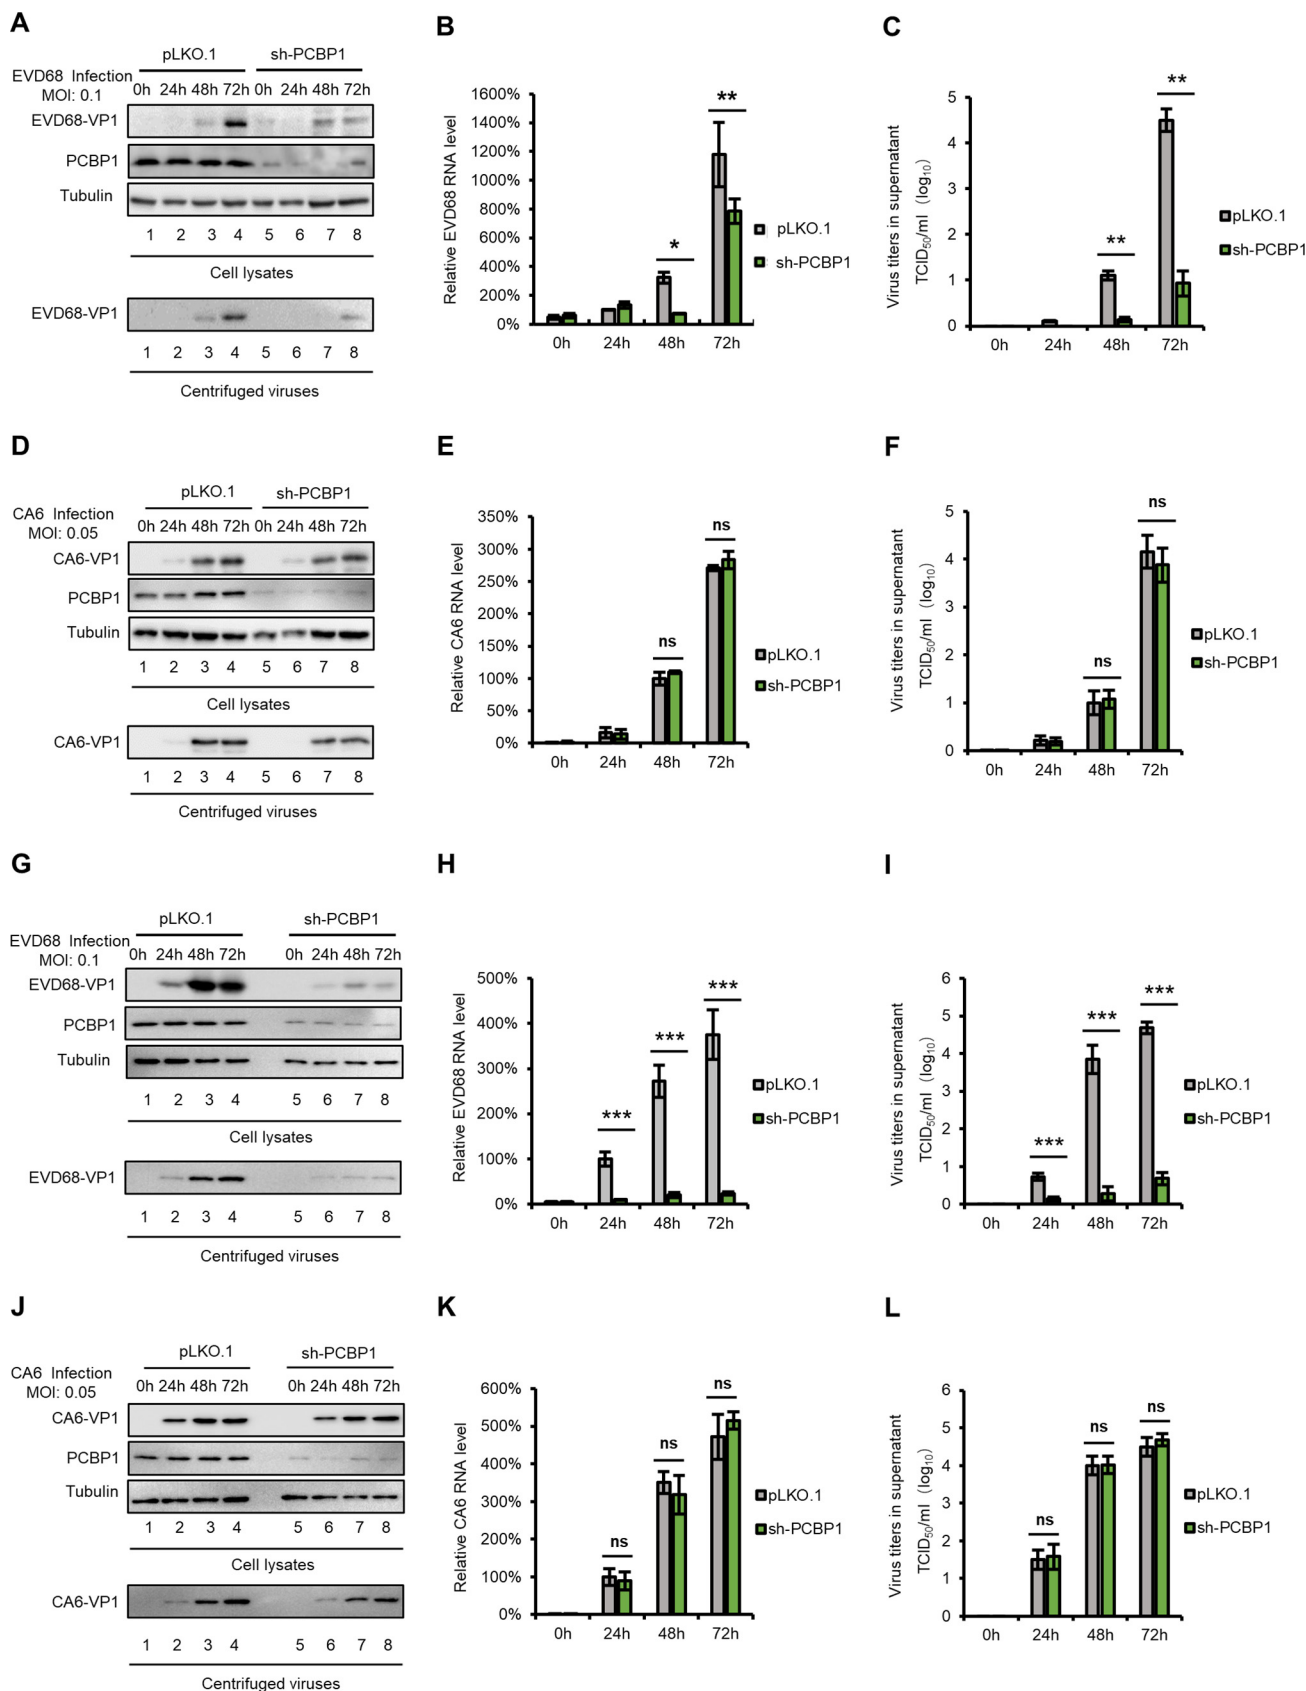 A
pLKO.1 sh-PCBP1
EVD68 Infection
MOI: 0.1
0h 24h 48h 72h 0h 24h 48h 72h
EVD68-VP1
PCBP1
Tubulin
1 2 3 4 5 6 7 8
Cell lysates
EVD68-VP1
1 2 3 4 5 6 7 8
Centrifuged viruses
B
Relative EVD68 RNA level
1600%
1400%
1200%
1000%
800%
600%
400%
200%
0%
* **
0h 24h 48h 72h
pLKO.1
sh-PCBP1
C
Virus titers in supernatant
TCID50/ml (log10)
5
4
3
2
1
0
** **
0h 24h 48h 72h
pLKO.1
sh-PCBP1
D
pLKO.1 sh-PCBP1
CA6 Infection
MOI: 0.05
0h 24h 48h 72h 0h 24h 48h 72h
CA6-VP1
PCBP1
Tubulin
1 2 3 4 5 6 7 8
Cell lysates
CA6-VP1
1 2 3 4 5 6 7 8
Centrifuged viruses
E
Relative CA6 RNA level
350%
300%
250%
200%
150%
100%
50%
0%
ns ns
0h 24h 48h 72h
pLKO.1
sh-PCBP1
F
Virus titers in supernatant
TCID50/ml (log10)
5
4
3
2
1
0
ns ns
0h 24h 48h 72h
pLKO.1
sh-PCBP1
G
pLKO.1 sh-PCBP1
EVD68 Infection
MOI: 0.1
0h 24h 48h 72h 0h 24h 48h 72h
EVD68-VP1
PCBP1
Tubulin
1 2 3 4 5 6 7 8
Cell lysates
EVD68-VP1
1 2 3 4 5 6 7 8
Centrifuged viruses
H
Relative EVD68 RNA level
500%
400%
300%
200%
100%
0%
*** *** ***
0h 24h 48h 72h
pLKO.1
sh-PCBP1
I
Virus titers in supernatant
TCID50/ml (log10)
6
5
4
3
2
1
0
*** *** ***
0h 24h 48h 72h
pLKO.1
sh-PCBP1
J
pLKO.1 sh-PCBP1
CA6 Infection
MOI: 0.05
0h 24h 48h 72h 0h 24h 48h 72h
CA6-VP1
PCBP1
Tubulin
1 2 3 4 5 6 7 8
Cell lysates
CA6-VP1
1 2 3 4 5 6 7 8
Centrifuged viruses
K
Relative CA6 RNA level
600%
500%
400%
300%
200%
100%
0%
ns ns ns
0h 24h 48h 72h
pLKO.1
sh-PCBP1
L
Virus titers in supernatant
TCID50/ml (log10)
6
5
4
3
2
1
0
ns ns ns
0h 24h 48h 72h
pLKO.1
sh-PCBP1